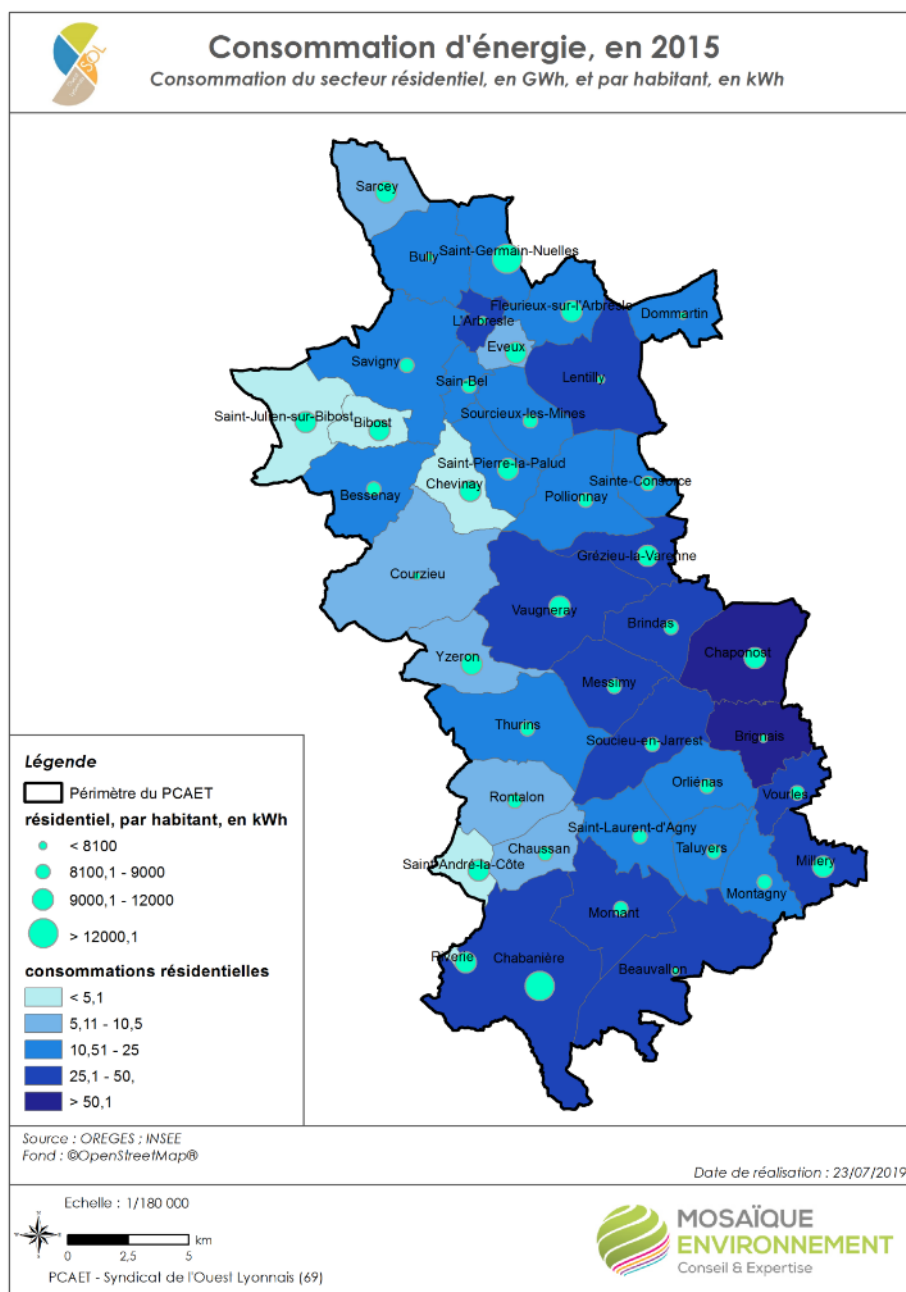 SOL
Consommation d'énergie, en 2015
Consommation du secteur résidentiel, en GWh, et par habitant, en kWh
Sarcey
Saint-Germain-Nuelles
Bully
Fleurieux-sur-l'Arbresle
Dommartin
L'Arbresle
Eveux
Savigny
Lentilly
Sain-Bel
Saint-Julien-sur-Bibost
Sourcieux-les-Mines
Bibost
Saint-Pierre-la-Palud
Chevinay
Sainte-Consorce
Bessenay
Pollionnay
Grézieu-la-Varenne
Courzieu
Vaugneray
Brindas
Chaponost
Yzeron
Messimy
Thurins
Soucieu-en-Jarrest
Brignais
Orliénas
Vourles
Rontalon
Saint-Laurent-d'Agny
Chaussan
Taluyers
Saint-André-la-Côte
Millery
Montagny
Mornant
Riverie
Chabanière
Beauvallon
Légende
Périmètre du PCAET
résidentiel, par habitant, en kWh
< 8100
8100,1 - 9000
9000,1 - 12000
> 12000,1
consommations résidentielles
< 5,1
5,11 - 10,5
10,51 - 25
25,1 - 50,
> 50,1
Source : OREGES ; INSEE
Fond : ©OpenStreetMap®
Date de réalisation : 23/07/2019
Echelle : 1/180 000
0 2,5 5 km
PCAET - Syndicat de l'Ouest Lyonnais (69)
MOSAÏQUE
ENVIRONNEMENT
Conseil & Expertise